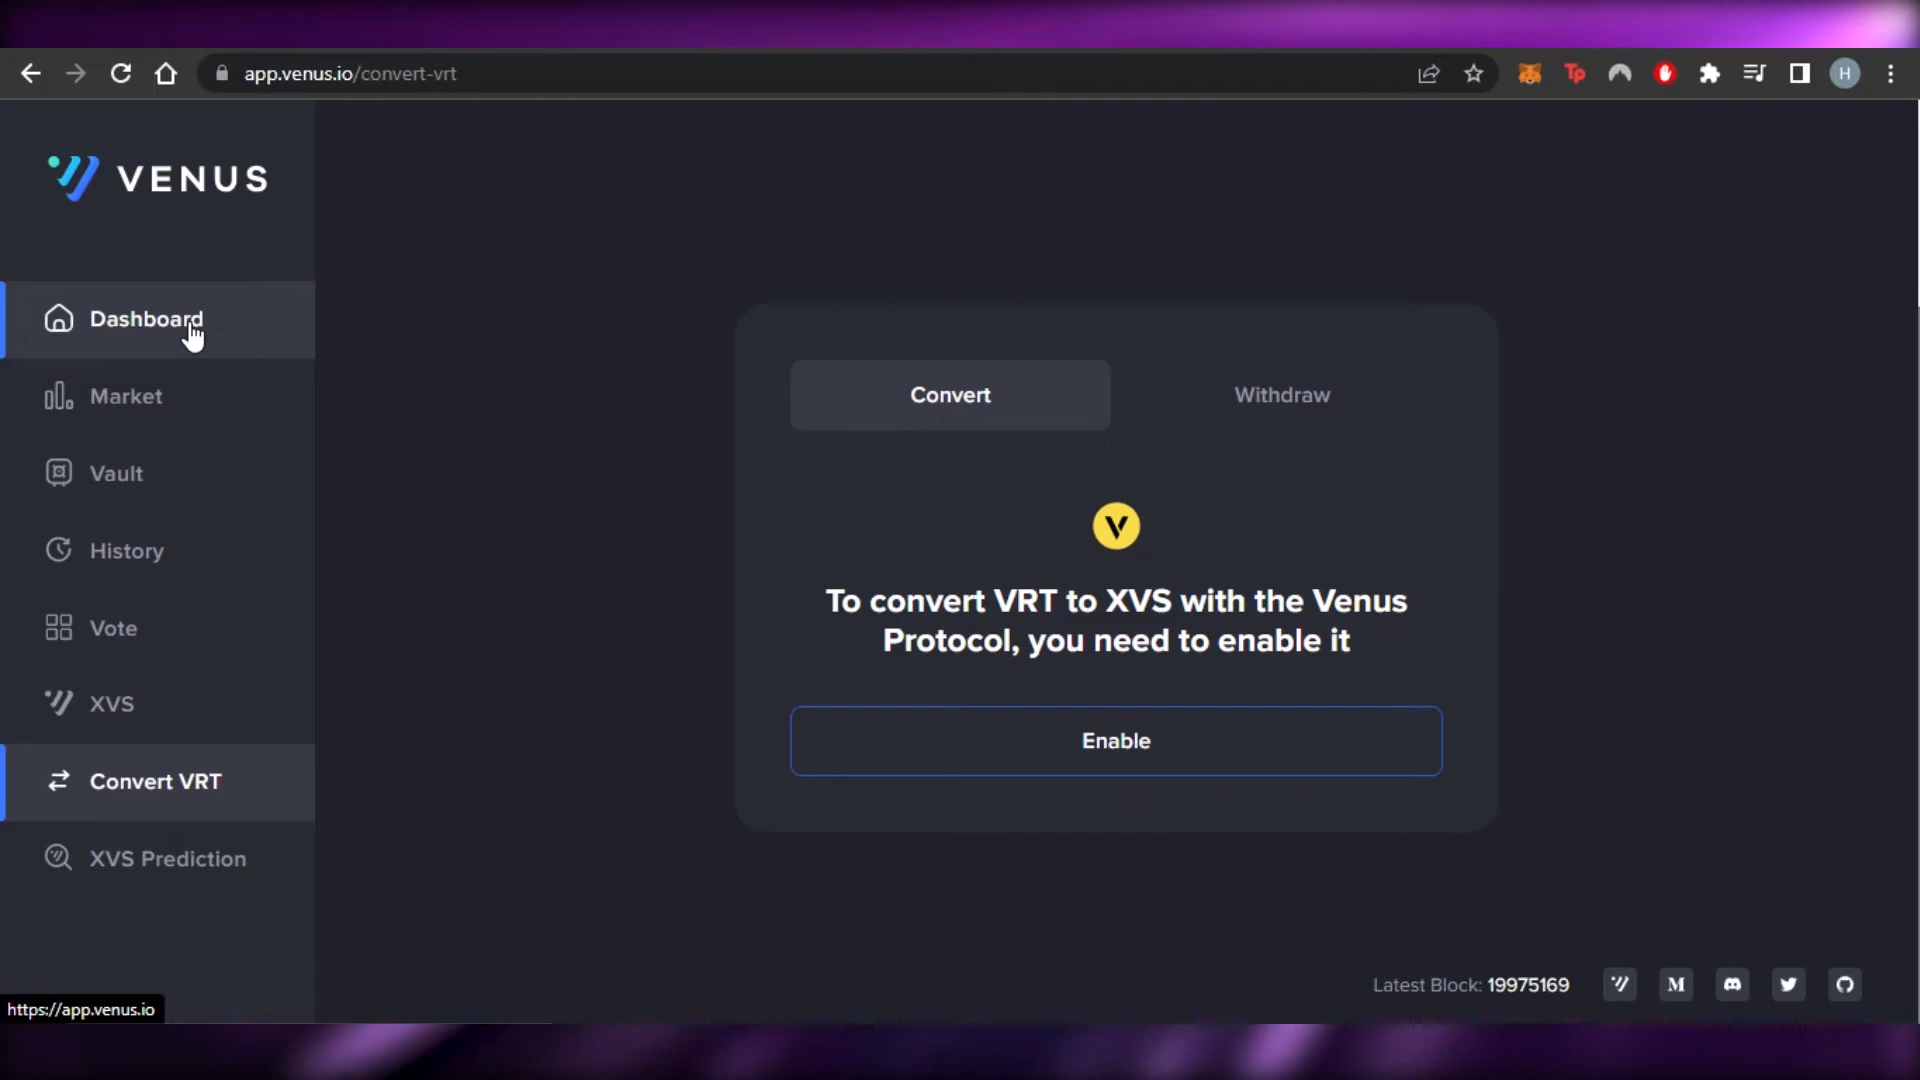 app.venus.io/convert-vrt
Tp
H
VENUS
Dashboard
Market
Vault
History
Vote
XVS
Convert VRT
XVS Prediction
Convert
Withdraw
To convert VRT to XVS with the Venus
Protocol, you need to enable it
Enable
Latest Block: 19975169
https://app.venus.io